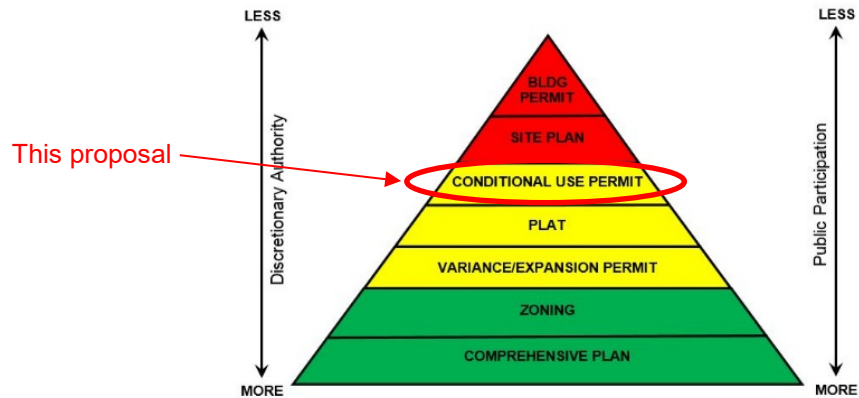 LESS
LESS
BLDG
PERMIT
SITE PLAN
This proposal
CONDITIONAL USE PERMIT
Discretionary Authority
Public Participation
PLAT
VARIANCE/EXPANSION PERMIT
ZONING
COMPREHENSIVE PLAN
MORE
MORE